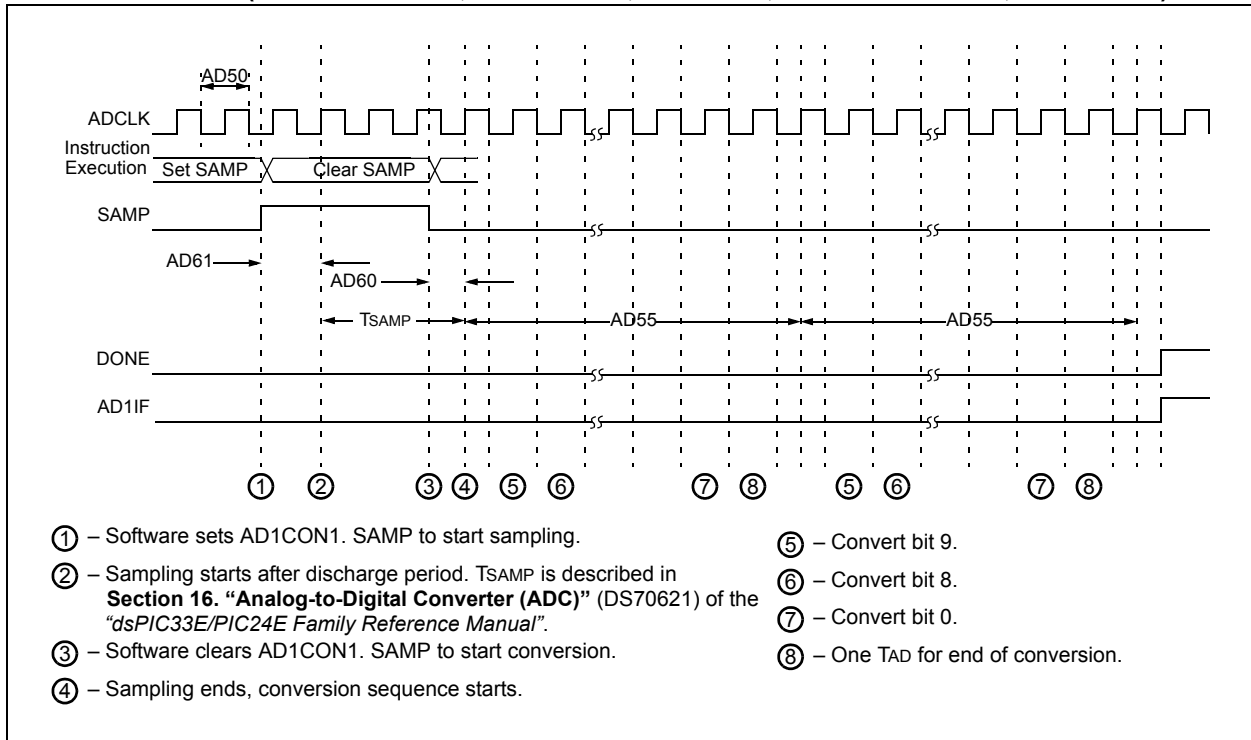 AD50
ADCLK
Instruction
Execution
Set SAMP
Clear SAMP
SAMP
AD61
AD60
TSAMP
AD55
AD55
DONE
AD1IF
1 2 3 4 5 6 7 8 5 6 7 8
1 – Software sets AD1CON1. SAMP to start sampling.
2 – Sampling starts after discharge period. TSAMP is described in
Section 16. “Analog-to-Digital Converter (ADC)” (DS70621) of the
“dsPIC33E/PIC24E Family Reference Manual”.
3 – Software clears AD1CON1. SAMP to start conversion.
4 – Sampling ends, conversion sequence starts.
5 – Convert bit 9.
6 – Convert bit 8.
7 – Convert bit 0.
8 – One TAD for end of conversion.